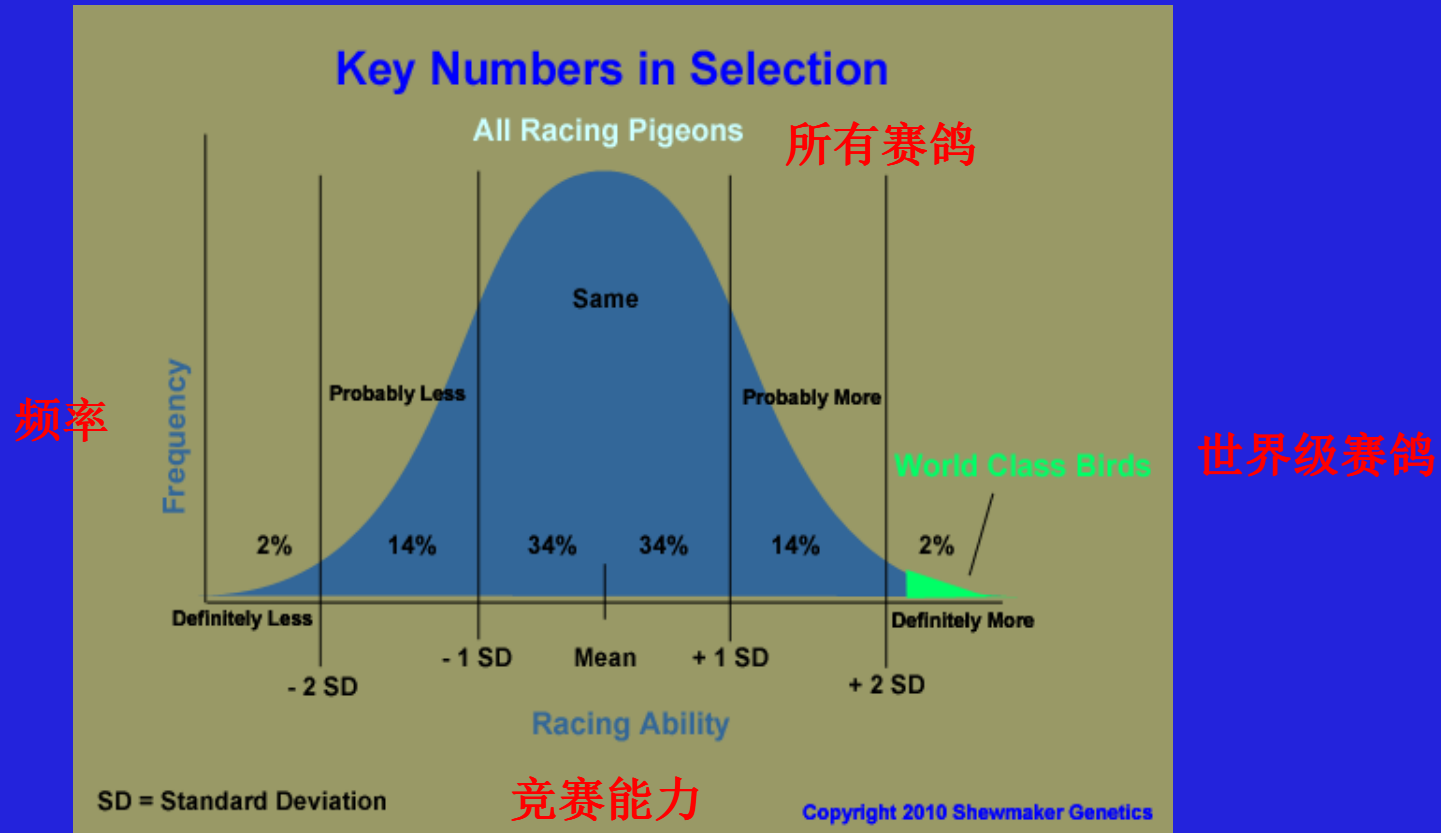 Key Numbers in Selection
All Racing Pigeons
所有赛鸽
Same
Probably Less
Probably More
Frequency
频率
World Class Birds
世界级赛鸽
2%
14%
34%
34%
14%
2%
Definitely Less
Definitely More
- 1 SD
Mean
+ 1 SD
- 2 SD
+ 2 SD
Racing Ability
竞赛能力
SD = Standard Deviation
Copyright 2010 Shewmaker Genetics